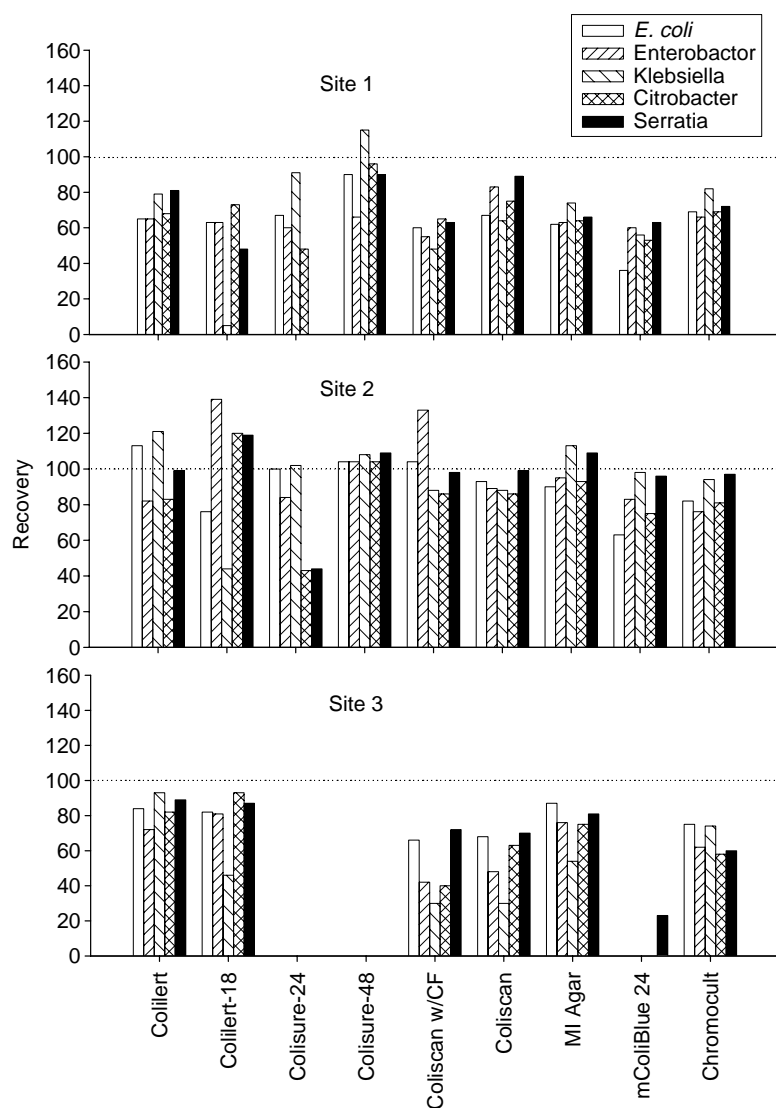 E. coli
Enterobactor
Klebsiella
Citrobacter
Serratia
160
140
120
100
80
60
40
20
0
Site 1
160
140
120
100
80
60
40
20
0
Site 2
Recovery
160
140
120
100
80
60
40
20
0
Site 3
Colilert
Colilert-18
Colisure-24
Colisure-48
Coliscan w/CF
Coliscan
MI Agar
mColiBlue 24
Chromocult